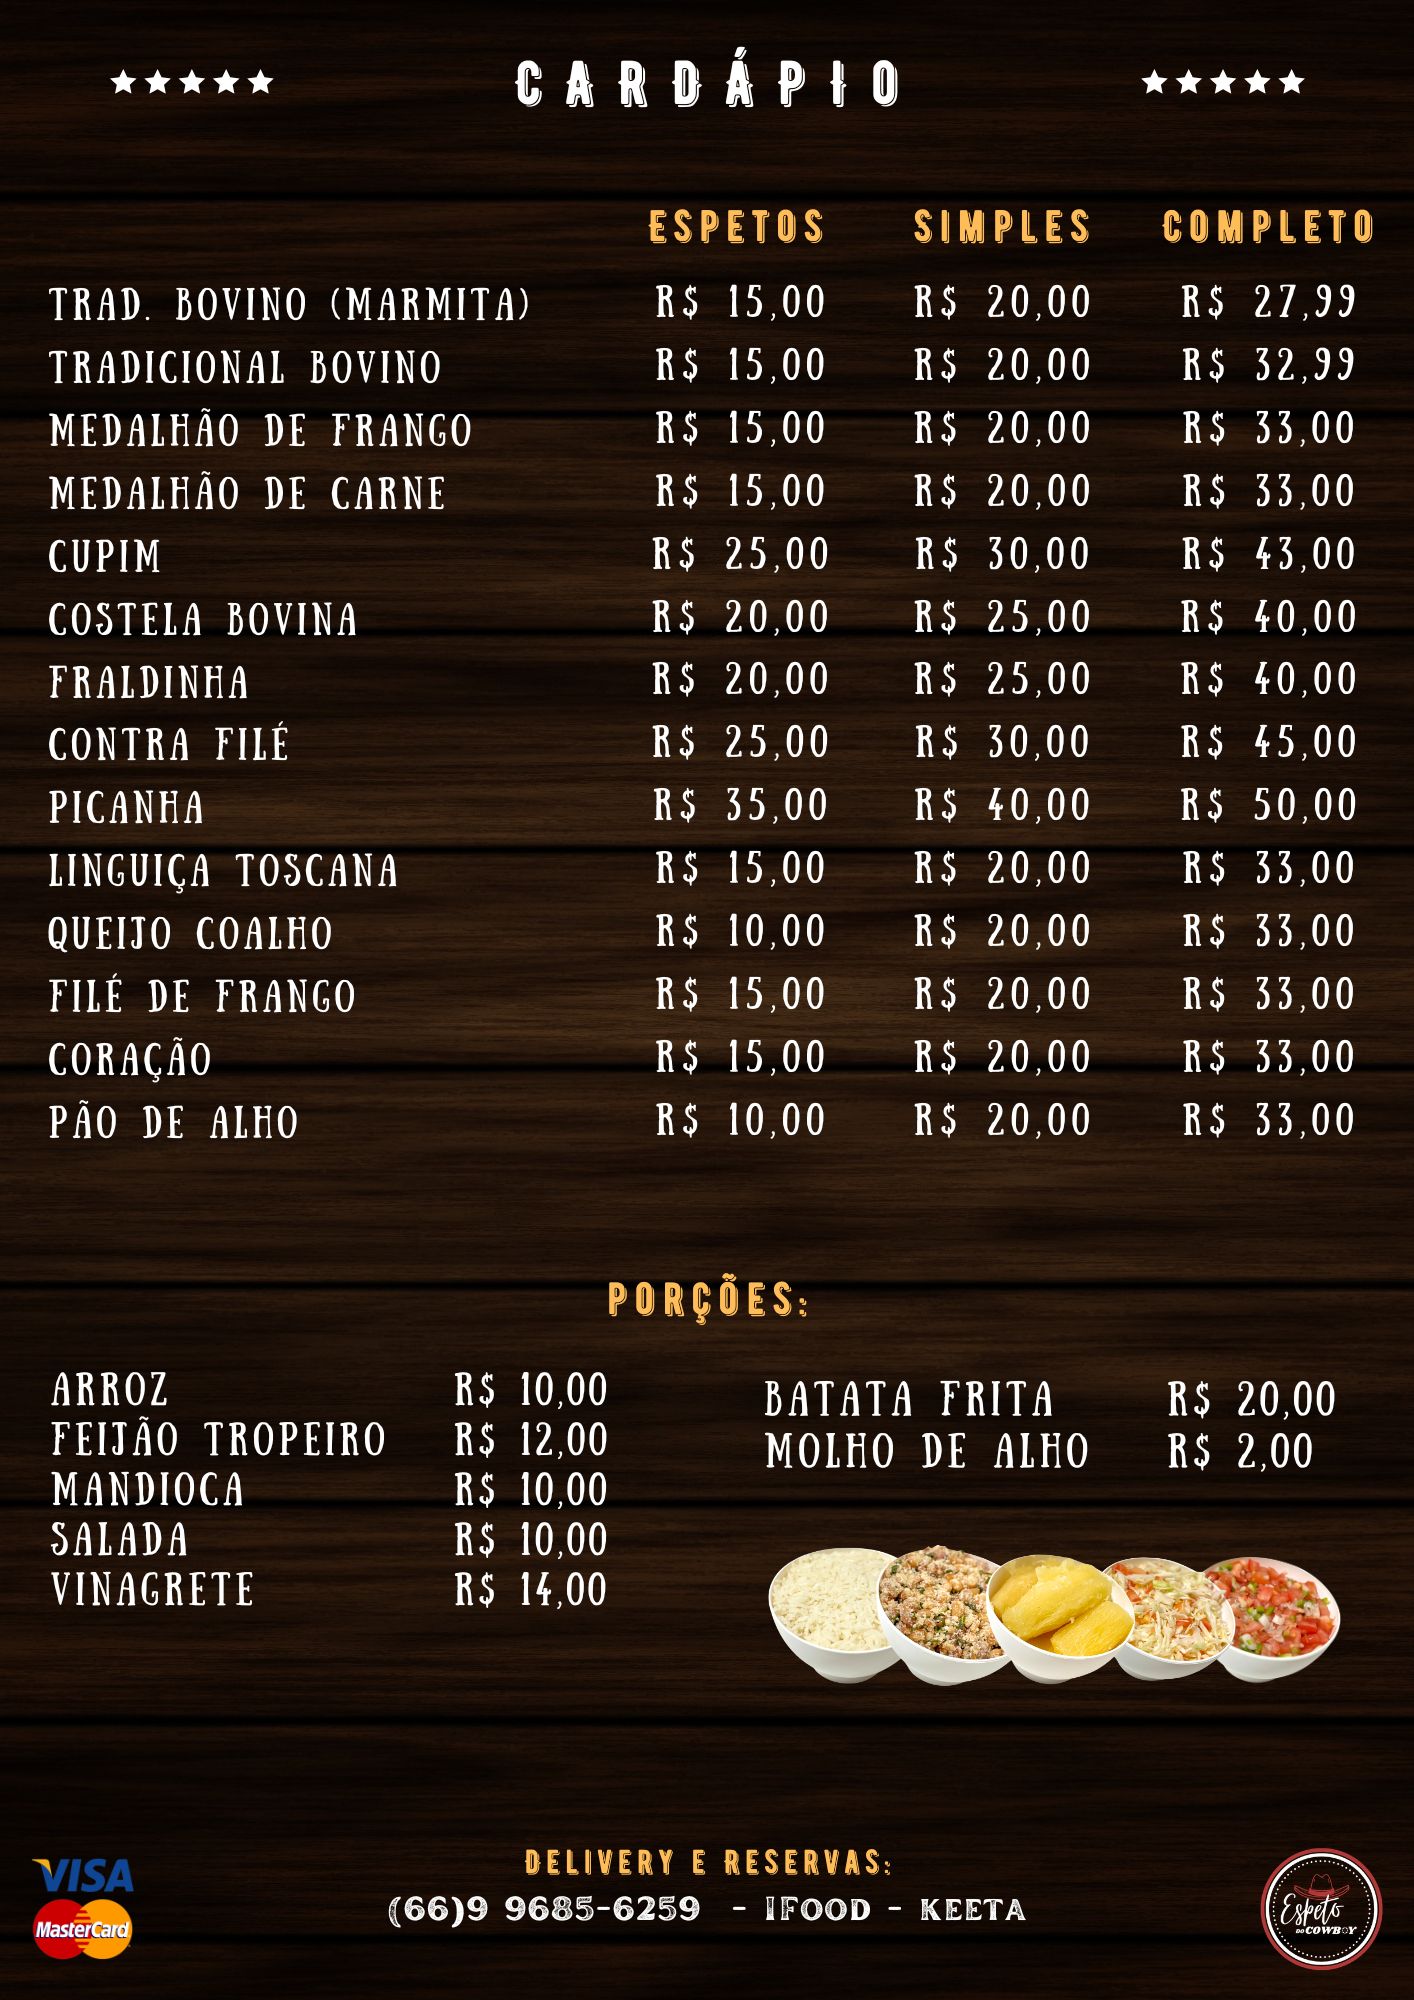 CARDÁPIO
ESPETOS SIMPLES COMPLETO
TRAD. BOVINO (MARMITA) R$ 15,00 R$ 20,00 R$ 27,99
TRADICIONAL BOVINO R$ 15,00 R$ 20,00 R$ 32,99
MEDALHÃO DE FRANGO R$ 15,00 R$ 20,00 R$ 33,00
MEDALHÃO DE CARNE R$ 15,00 R$ 20,00 R$ 33,00
CUPIM R$ 25,00 R$ 30,00 R$ 43,00
COSTELA BOVINA R$ 20,00 R$ 25,00 R$ 40,00
FRALDINHA R$ 20,00 R$ 25,00 R$ 40,00
CONTRA FILÉ R$ 25,00 R$ 30,00 R$ 45,00
PICANHA R$ 35,00 R$ 40,00 R$ 50,00
LINGUIÇA TOSCANA R$ 15,00 R$ 20,00 R$ 33,00
QUEIJO COALHO R$ 10,00 R$ 20,00 R$ 33,00
FILÉ DE FRANGO R$ 15,00 R$ 20,00 R$ 33,00
CORAÇÃO R$ 15,00 R$ 20,00 R$ 33,00
PÃO DE ALHO R$ 10,00 R$ 20,00 R$ 33,00
PORÇÕES:
ARROZ R$ 10,00
FEIJÃO TROPEIRO R$ 12,00
MANDIOCA R$ 10,00
SALADA R$ 10,00
VINAGRETE R$ 14,00
BATATA FRITA R$ 20,00
MOLHO DE ALHO R$ 2,00
DELIVERY E RESERVAS:
(66)9 9685-6259 - IFOOD - KEETA
VISA
MasterCard
Espeto
DO COWBOY